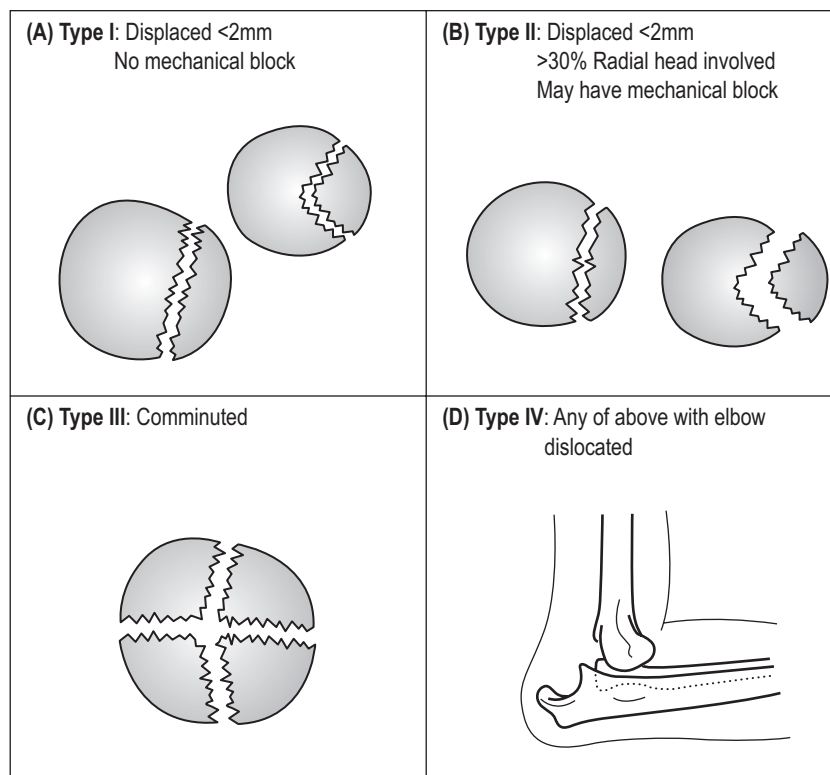 (A) Type I: Displaced <2mm
No mechanical block
(B) Type II: Displaced <2mm
>30% Radial head involved
May have mechanical block
(C) Type III: Comminuted
(D) Type IV: Any of above with elbow
dislocated